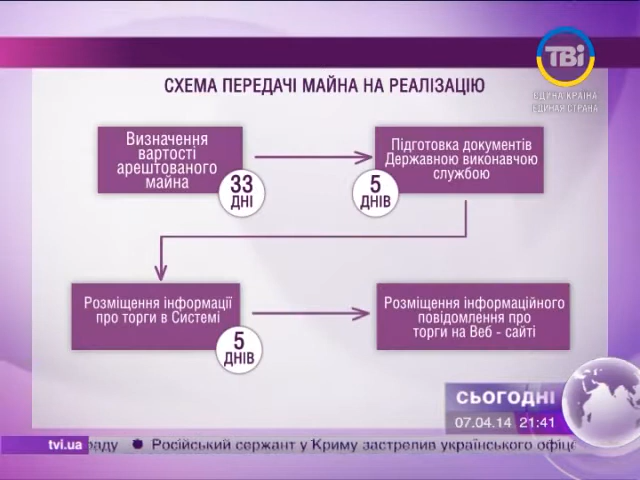 ТВі
ЄДИНА КРАЇНА
ЕДИНАЯ СТРАНА
СХЕМА ПЕРЕДАЧІ МАЙНА НА РЕАЛІЗАЦІЮ
Визначення
вартості
арештованого
майна
33
ДНІ
Підготовка документів
Державною виконавчою
службою
5
ДНІВ
Розміщення інформації
про торги в Системі
5
ДНІВ
Розміщення інформаційного
повідомлення про
торги на Веб - сайті
СЬОГОДНІ
07.04.14 21:41
tvi.ua раду Російський сержант у Криму застрелив українського офіце